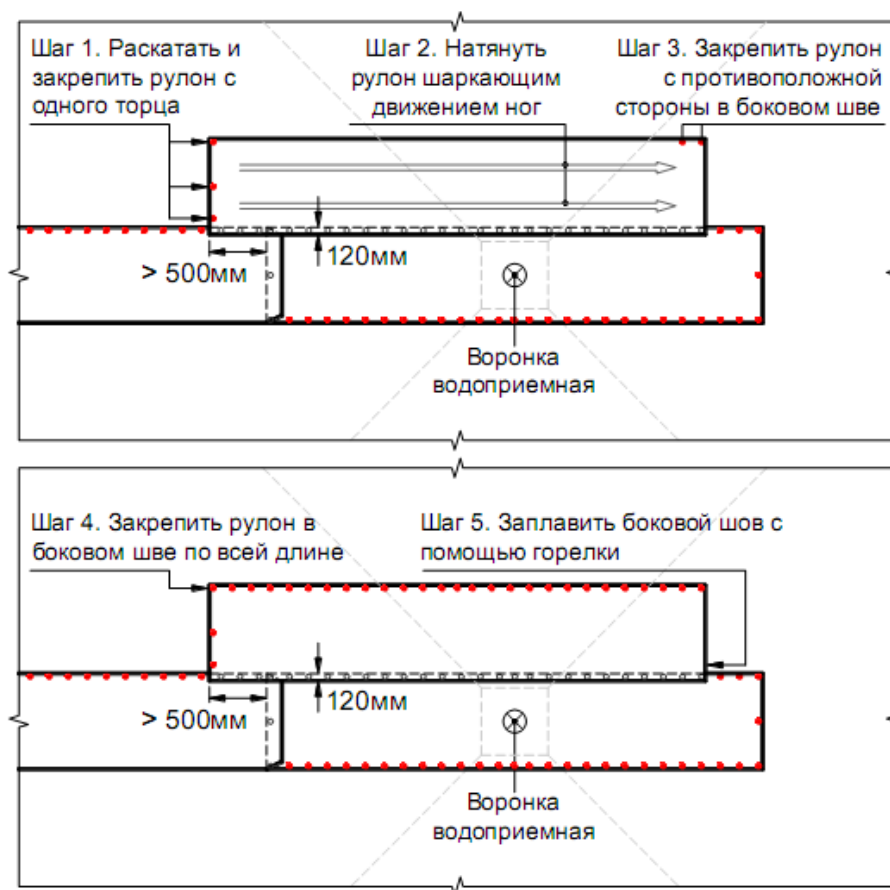 Шаг 1. Раскатать и
закрепить рулон с
одного торца
Шаг 2. Натянуть
рулон шаркающим
движением ног
Шаг 3. Закрепить рулон
с противоположной
стороны в боковом шве
> 500мм
120мм
Воронка
водоприемная
Шаг 4. Закрепить рулон в
боковом шве по всей длине
Шаг 5. Заплавить боковой шов с
помощью горелки
> 500мм
120мм
Воронка
водоприемная